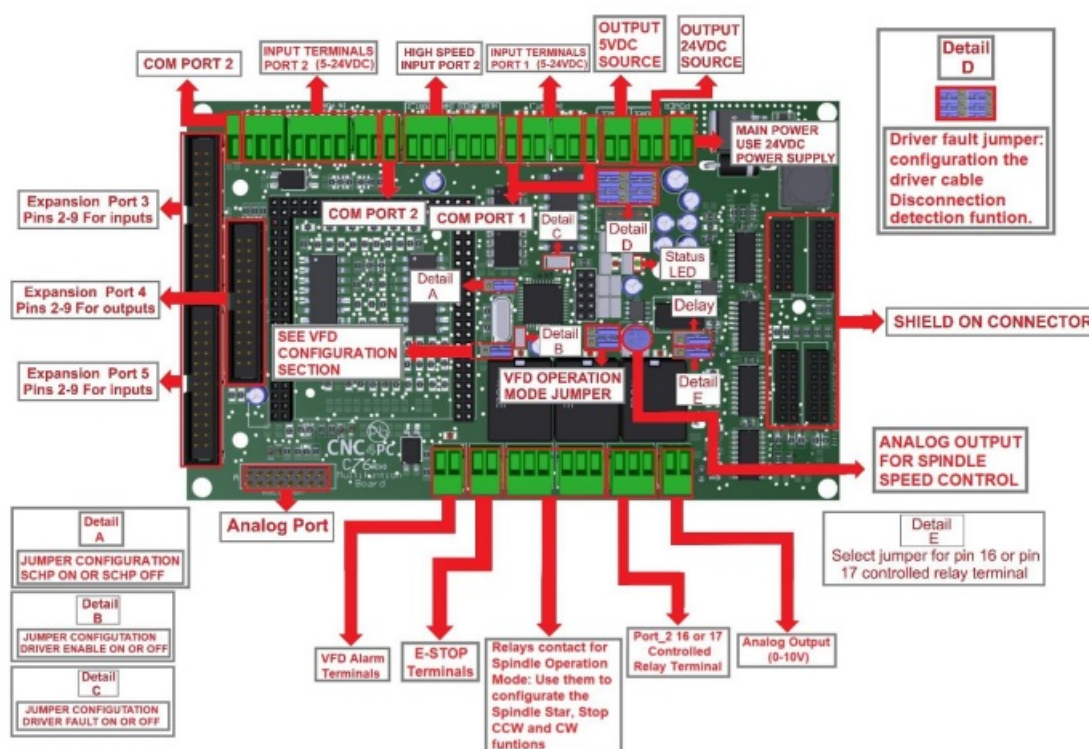 COM PORT 2
INPUT TERMINALS
PORT 2 (5-24VDC)
HIGH SPEED
INPUT PORT 2
INPUT TERMINALS
PORT 1 (5-24VDC)
OUTPUT
5VDC
SOURCE
OUTPUT
24VDC
SOURCE
MAIN POWER
USE 24VDC
POWER SUPPLY
Detail
D
Driver fault jumper:
configuration the
driver cable
Disconnection
detection funtion.
Expansion Port 3
Pins 2-9 For inputs
COM PORT 2
COM PORT 1
Detail
C
Detail
D
Status
LED
Detail
A
Delay
Expansion Port 4
Pins 2-9 For outputs
SHIELD ON CONNECTOR
SEE VFD
CONFIGURATION
SECTION
Detail
B
VFD OPERATION
MODE JUMPER
Detail
E
Expansion Port 5
Pins 2-9 For inputs
CNC4PC
C76
Multifuntion
Board
ANALOG OUTPUT
FOR SPINDLE
SPEED CONTROL
Analog Port
Detail
E
Select jumper for pin 16 or pin
17 controlled relay terminal
Detail
A
JUMPER CONFIGURATION
SCHP ON OR SCHP OFF
Detail
B
JUMPER CONFIGUTATION
DRIVER ENABLE ON OR OFF
Detail
C
JUMPER CONFIGUTATION
DRIVER FAULT ON OR OFF
VFD Alarm
Terminals
E-STOP
Terminals
Relays contact for
Spindle Operation
Mode: Use them to
configurate the
Spindle Star, Stop
CCW and CW
funtions
Port_2 16 or 17
Controlled
Relay Terminal
Analog Output
(0-10V)